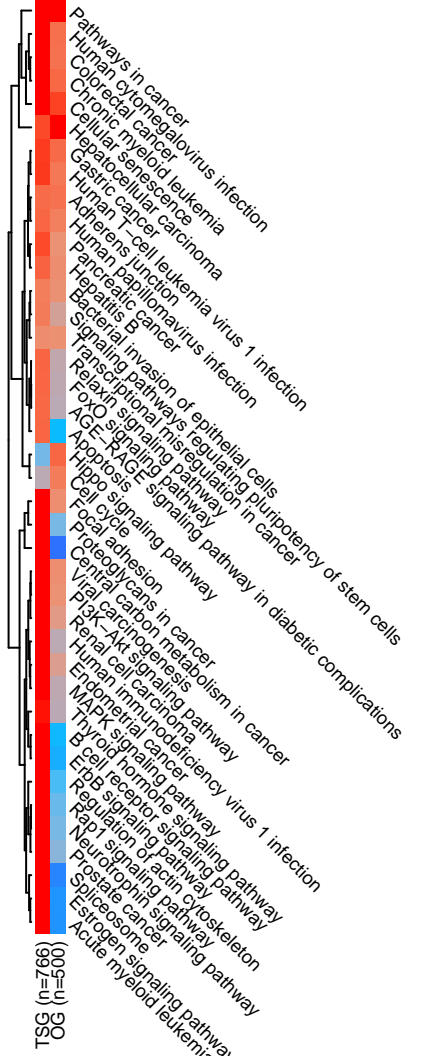 Pathways in cancer
Human cytomegalovirus infection
Colorectal cancer
Chronic myeloid leukemia
Cellular senescence
Hepatocellular carcinoma
Gastric cancer
Human T−cell leukemia virus 1 infection
Adherens junction
Human papillomavirus infection
Pancreatic cancer
Hepatitis B
Bacterial invasion of epithelial cells
Signaling pathways regulating pluripotency of stem cells
Transcriptional misregulation in cancer
Relaxin signaling pathway
FoxO signaling pathway
AGE−RAGE signaling pathway in diabetic complications
Apoptosis
Hippo signaling pathway
Cell cycle
Focal adhesion
Proteoglycans in cancer
Central carbon metabolism in cancer
Viral carcinogenesis
PI3K−Akt signaling pathway
Renal cell carcinoma
Human immunodeficiency virus 1 infection
Endometrial cancer
MAPK signaling pathway
Thyroid hormone signaling pathway
B cell receptor signaling pathway
ErbB signaling pathway
Regulation of actin cytoskeleton
Rap1 signaling pathway
Neurotrophin signaling pathway
Prostate cancer
Spliceosome
Estrogen signaling pathway
Acute myeloid leukemia
TSG (n=766)
OG (n=500)